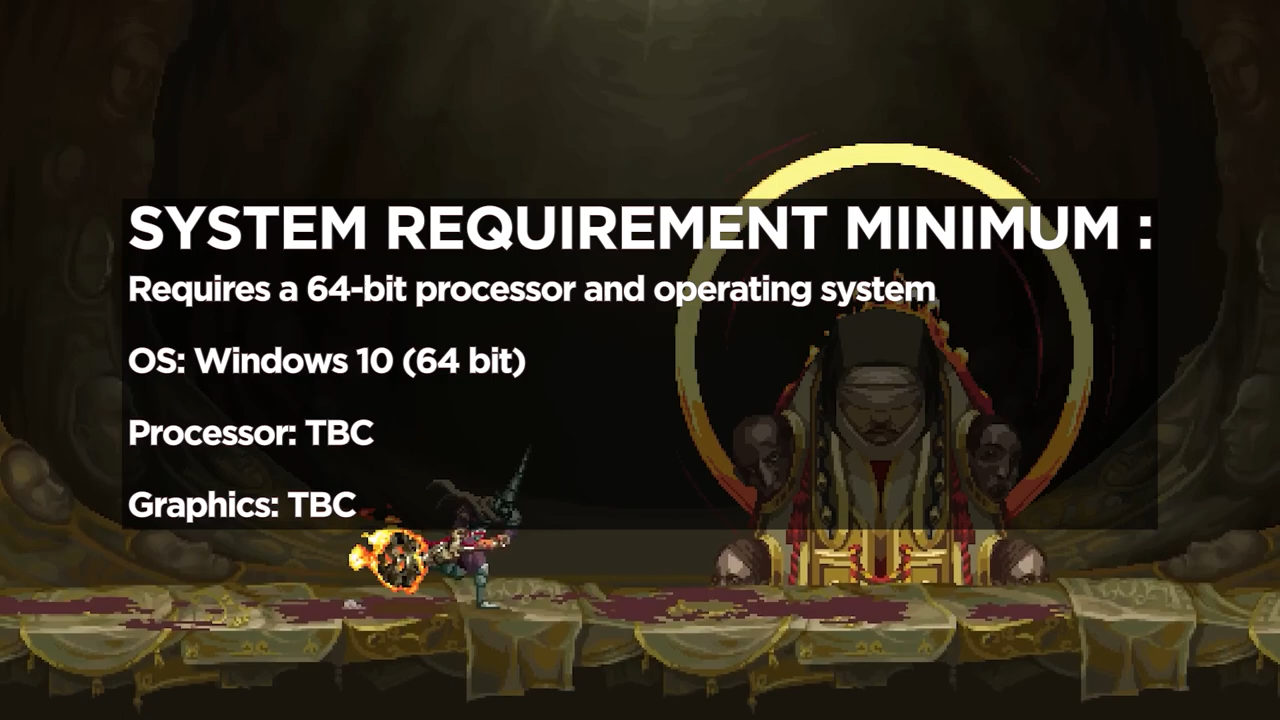 SYSTEM REQUIREMENT MINIMUM :
Requires a 64-bit processor and operating system
OS: Windows 10 (64 bit)
Processor: TBC
Graphics: TBC